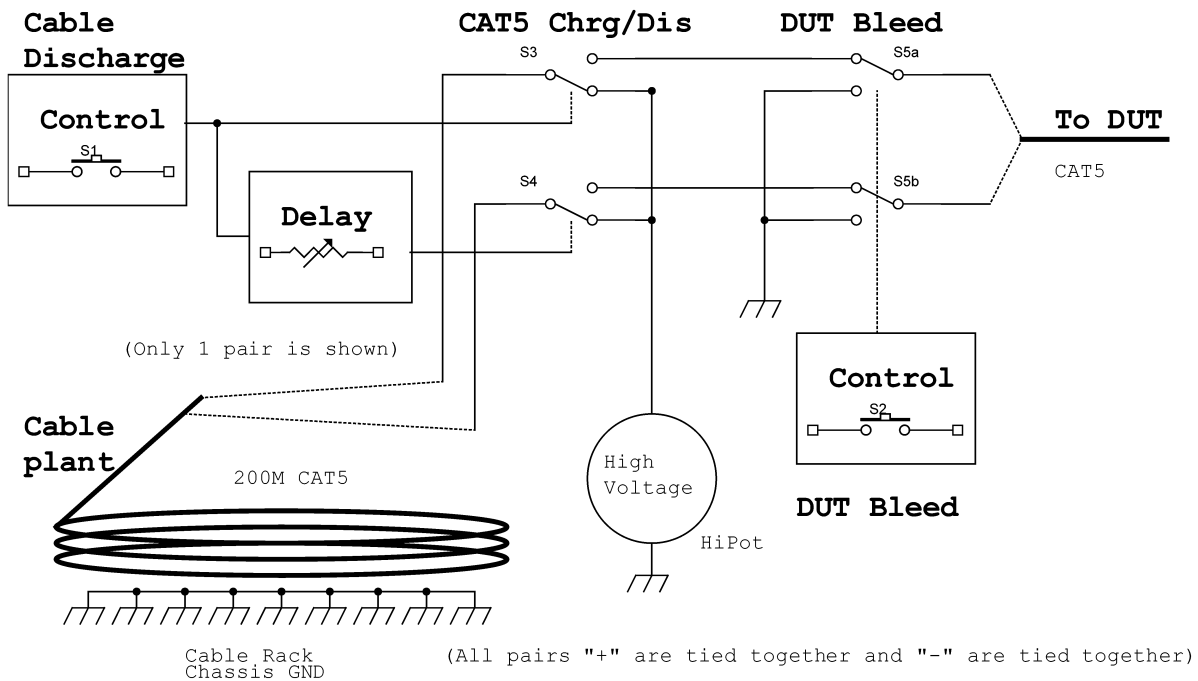 Cable
Discharge
CAT5 Chrg/Dis
DUT Bleed
S3
S5a
Control
S1
To DUT
CAT5
S4
S5b
Delay
(Only 1 pair is shown)
Control
S2
Cable
plant
200M CAT5
High
Voltage
HiPot
DUT Bleed
Cable Rack
Chassis GND
(All pairs "+" are tied together and "-" are tied together)